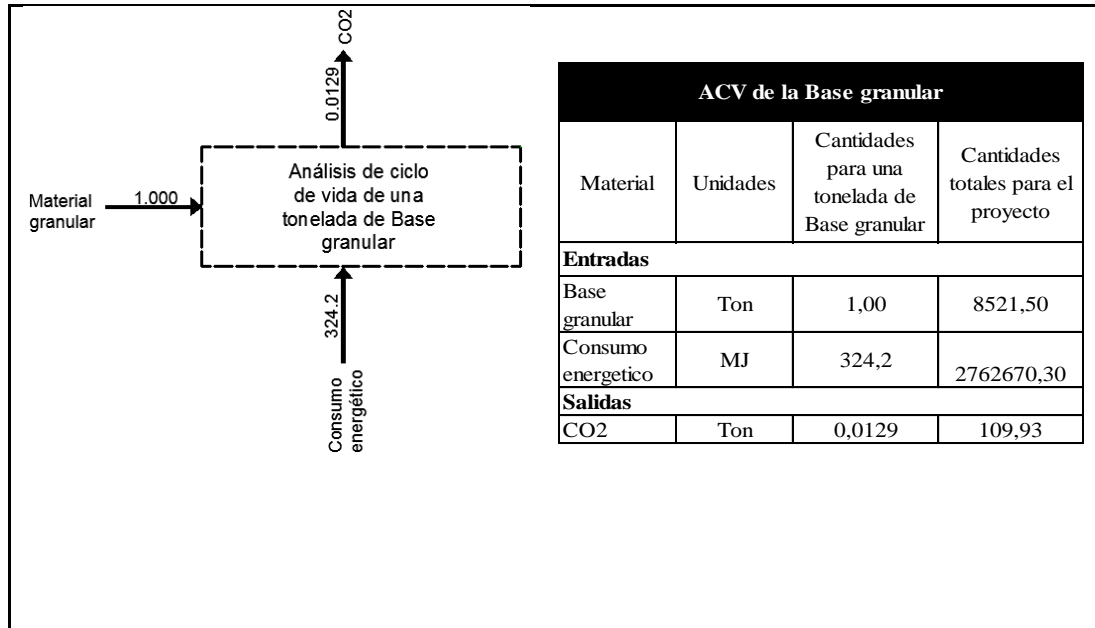 CO2
0.0129
Análisis de ciclo
de vida de una
tonelada de Base
granular
Material
granular
1.000
324.2
Consumo
energético
ACV de la Base granular
Material
Unidades
Cantidades
para una
tonelada de
Base granular
Cantidades
totales para el
proyecto
Entradas
Base
granular
Ton
1,00
8521,50
Consumo
energetico
MJ
324,2
2762670,30
Salidas
CO2
Ton
0,0129
109,93